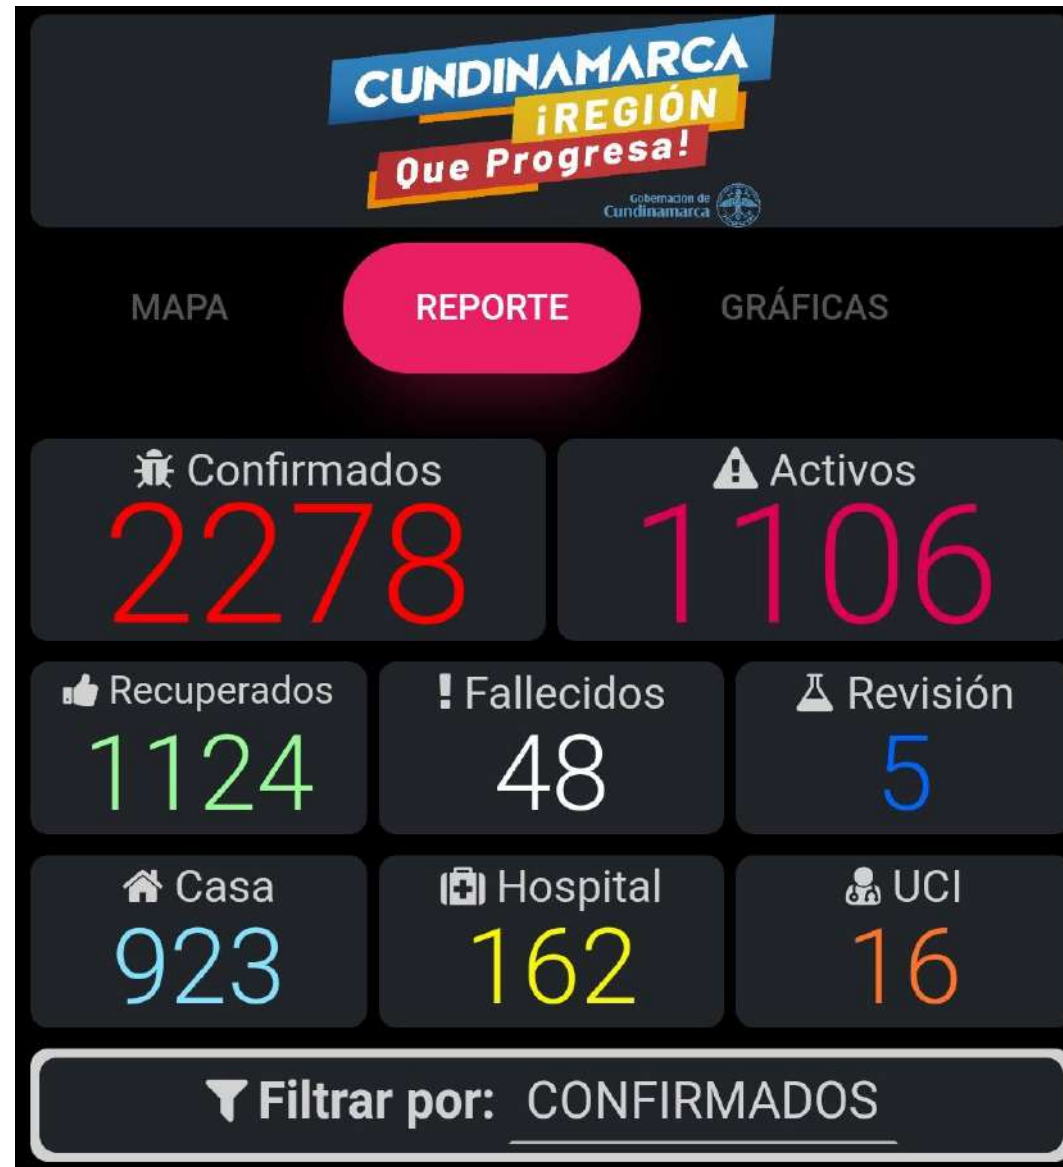 CUNDINAMARCA
¡REGIÓN
Que Progresa!
Gobernación de
Cundinamarca
MAPA
REPORTE
GRÁFICAS
Confirmados
2278
Activos
1106
Recuperados
1124
Fallecidos
48
Revisión
5
Casa
923
Hospital
162
UCI
16
Filtrar por: CONFIRMADOS